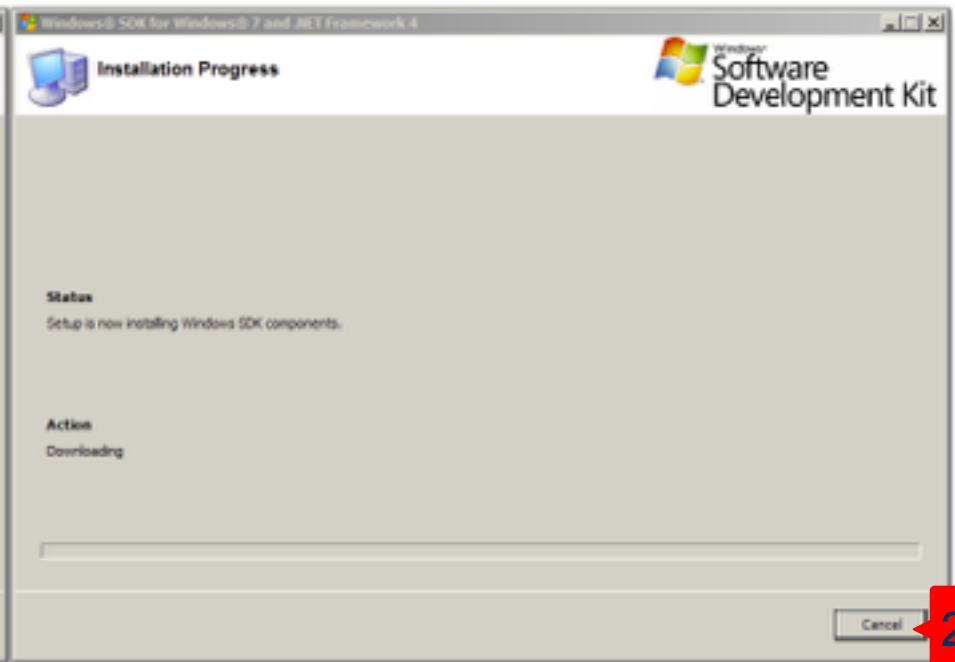 Windows® SDK for Windows® 7 and .NET Framework 4
Installation Progress
Windows®
Software
Development Kit
Status
Setup is now installing Windows SDK components.
Action
Downloading
Cancel
2